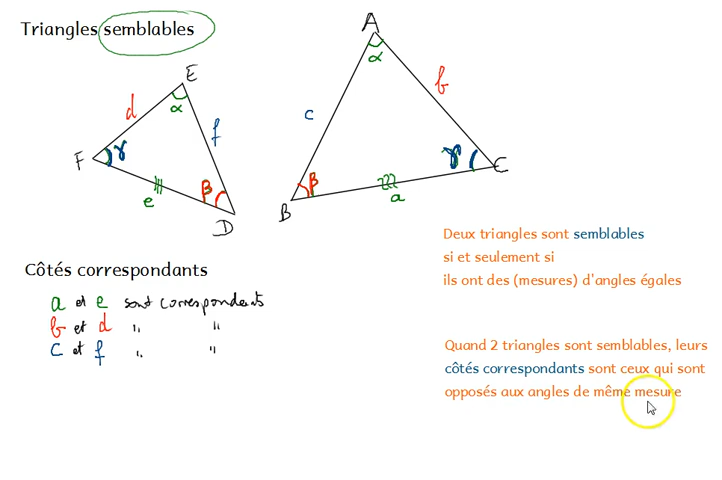 Triangles semblables
A
E
α
d
b
α
f
c
F
γ
γ
C
β
e
D
β
B
a
Deux triangles sont semblables
si et seulement si
ils ont des (mesures) d'angles égales
Côtés correspondants
a et e sont correspondants
b et d " "
c et f " "
Quand 2 triangles sont semblables, leurs
côtés correspondants sont ceux qui sont
opposés aux angles de même mesure